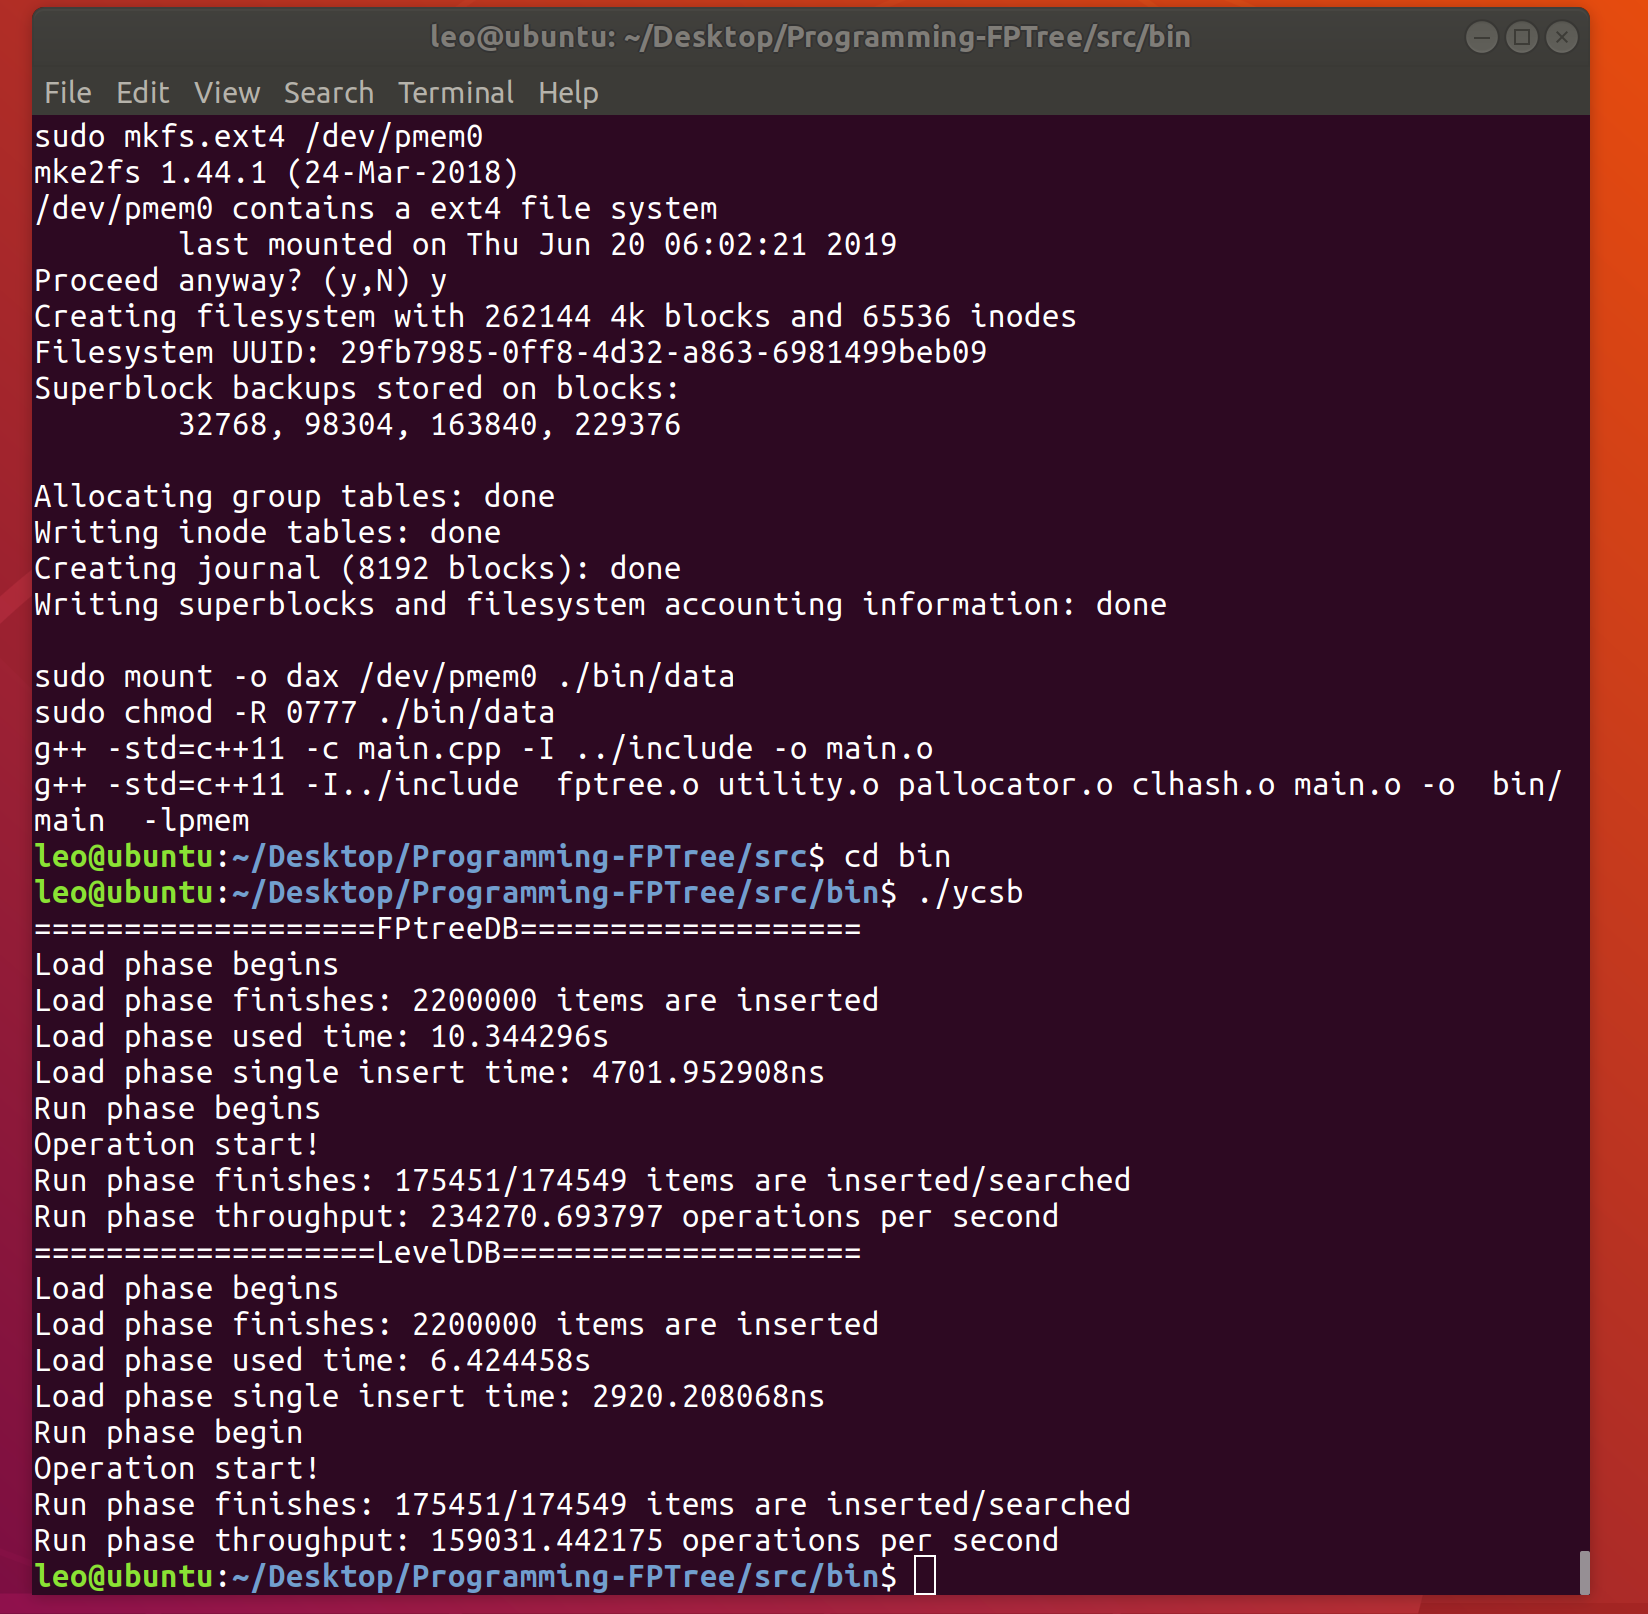 leo@ubuntu: ~/Desktop/Programming-FPTree/src/bin
File Edit View Search Terminal Help
sudo mkfs.ext4 /dev/pmem0
mke2fs 1.44.1 (24-Mar-2018)
/dev/pmem0 contains a ext4 file system
        last mounted on Thu Jun 20 06:02:21 2019
Proceed anyway? (y,N) y
Creating filesystem with 262144 4k blocks and 65536 inodes
Filesystem UUID: 29fb7985-0ff8-4d32-a863-6981499beb09
Superblock backups stored on blocks:
        32768, 98304, 163840, 229376

Allocating group tables: done
Writing inode tables: done
Creating journal (8192 blocks): done
Writing superblocks and filesystem accounting information: done

sudo mount -o dax /dev/pmem0 ./bin/data
sudo chmod -R 0777 ./bin/data
g++ -std=c++11 -c main.cpp -I ../include -o main.o
g++ -std=c++11 -I../include  fptree.o utility.o pallocator.o clhash.o main.o -o  bin/
main  -lpmem
leo@ubuntu:~/Desktop/Programming-FPTree/src$ cd bin
leo@ubuntu:~/Desktop/Programming-FPTree/src/bin$ ./ycsb
===================FPtreeDB===================
Load phase begins
Load phase finishes: 2200000 items are inserted
Load phase used time: 10.344296s
Load phase single insert time: 4701.952908ns
Run phase begins
Operation start!
Run phase finishes: 175451/174549 items are inserted/searched
Run phase throughput: 234270.693797 operations per second
===================LevelDB====================
Load phase begins
Load phase finishes: 2200000 items are inserted
Load phase used time: 6.424458s
Load phase single insert time: 2920.208068ns
Run phase begin
Operation start!
Run phase finishes: 175451/174549 items are inserted/searched
Run phase throughput: 159031.442175 operations per second
leo@ubuntu:~/Desktop/Programming-FPTree/src/bin$